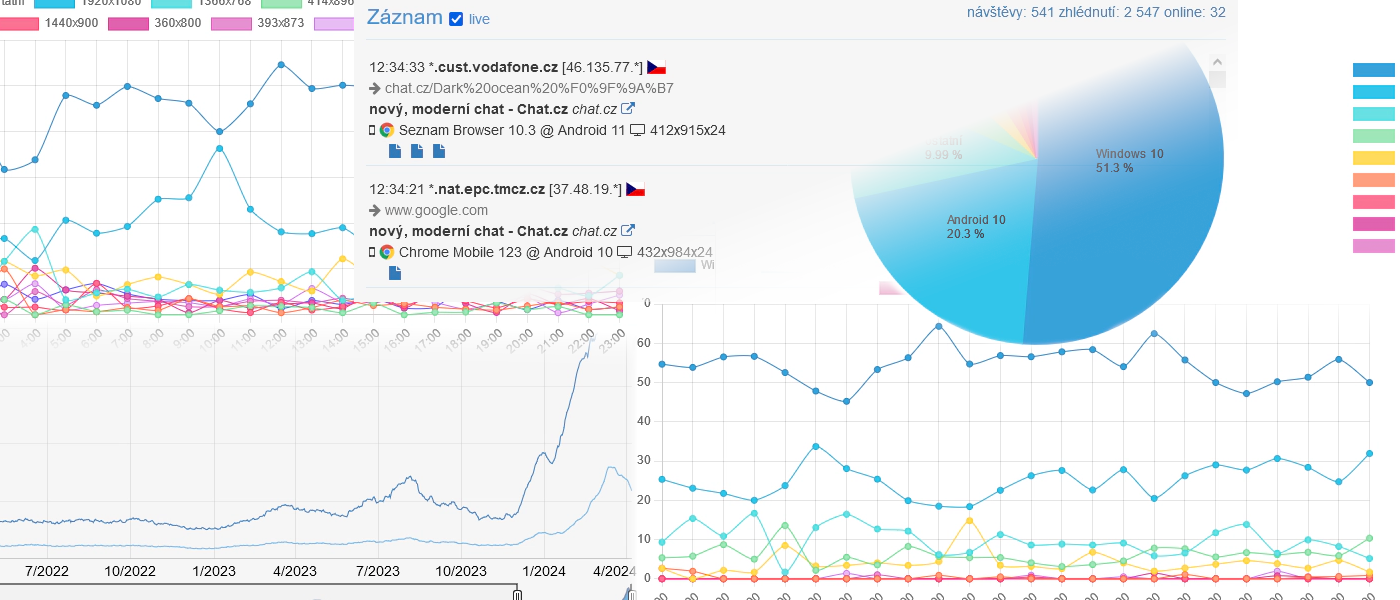 1920x1080 1366x768 414x896
1440x900 360x800 393x873
Záznam live
návštěvy: 541 zhlédnutí: 2 547 online: 32
12:34:33 *.cust.vodafone.cz [46.135.77.*]
chat.cz/Dark%20ocean%20%F0%9F%9A%B7
nový, moderní chat - Chat.cz chat.cz
Seznam Browser 10.3 @ Android 11 412x915x24
12:34:21 *.nat.epc.tmcz.cz [37.48.19.*]
www.google.com
nový, moderní chat - Chat.cz chat.cz
Chrome Mobile 123 @ Android 10 432x984x24
Wi
9.99 %
Windows 10
51.3 %
Android 10
20.3 %
4:00 5:00 6:00 7:00 8:00 9:00 10:00 11:00 12:00 13:00 14:00 15:00 16:00 17:00 18:00 19:00 20:00 21:00 22:00 23:00
7/2022 10/2022 1/2023 4/2023 7/2023 10/2023 1/2024 4/2024
60
50
40
30
20
10
0